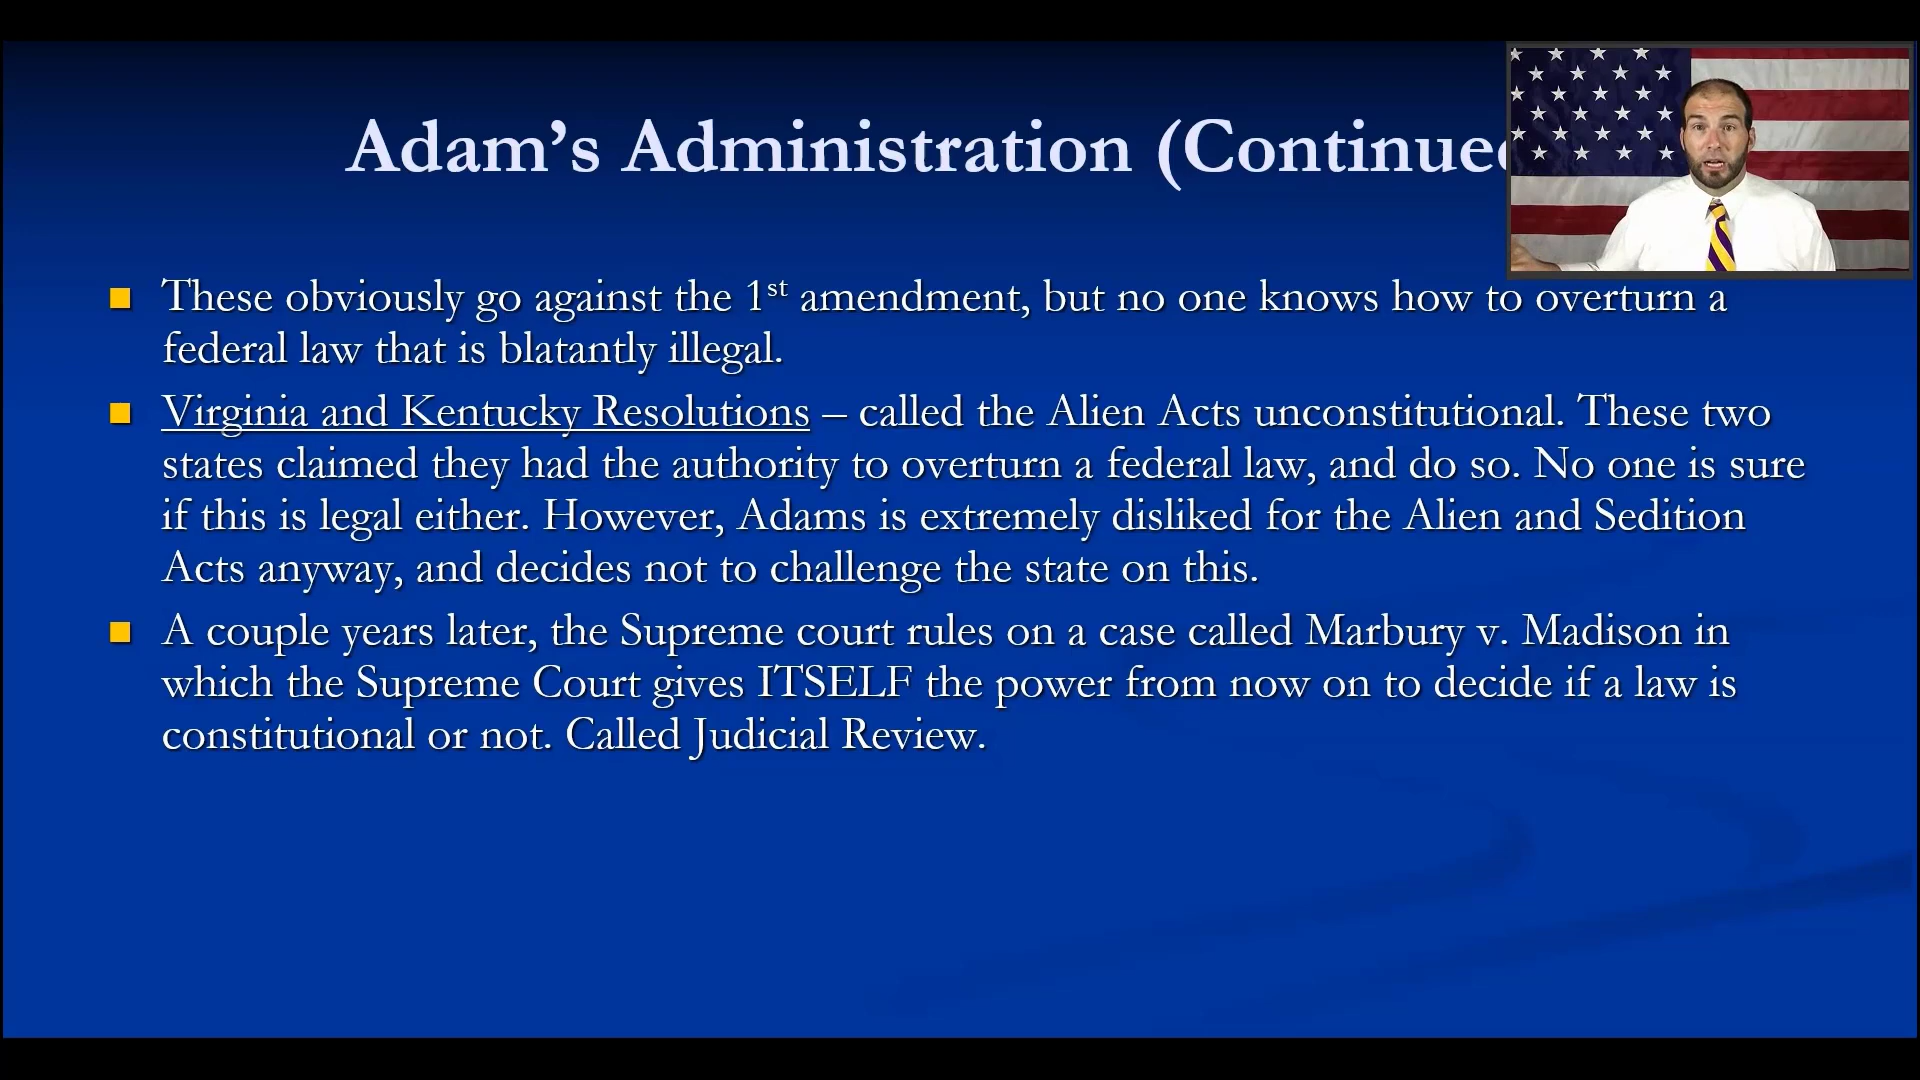 Adam’s Administration (Continued
These obviously go against the 1st amendment, but no one knows how to overturn a
federal law that is blatantly illegal.
Virginia and Kentucky Resolutions – called the Alien Acts unconstitutional. These two
states claimed they had the authority to overturn a federal law, and do so. No one is sure
if this is legal either. However, Adams is extremely disliked for the Alien and Sedition
Acts anyway, and decides not to challenge the state on this.
A couple years later, the Supreme court rules on a case called Marbury v. Madison in
which the Supreme Court gives ITSELF the power from now on to decide if a law is
constitutional or not. Called Judicial Review.